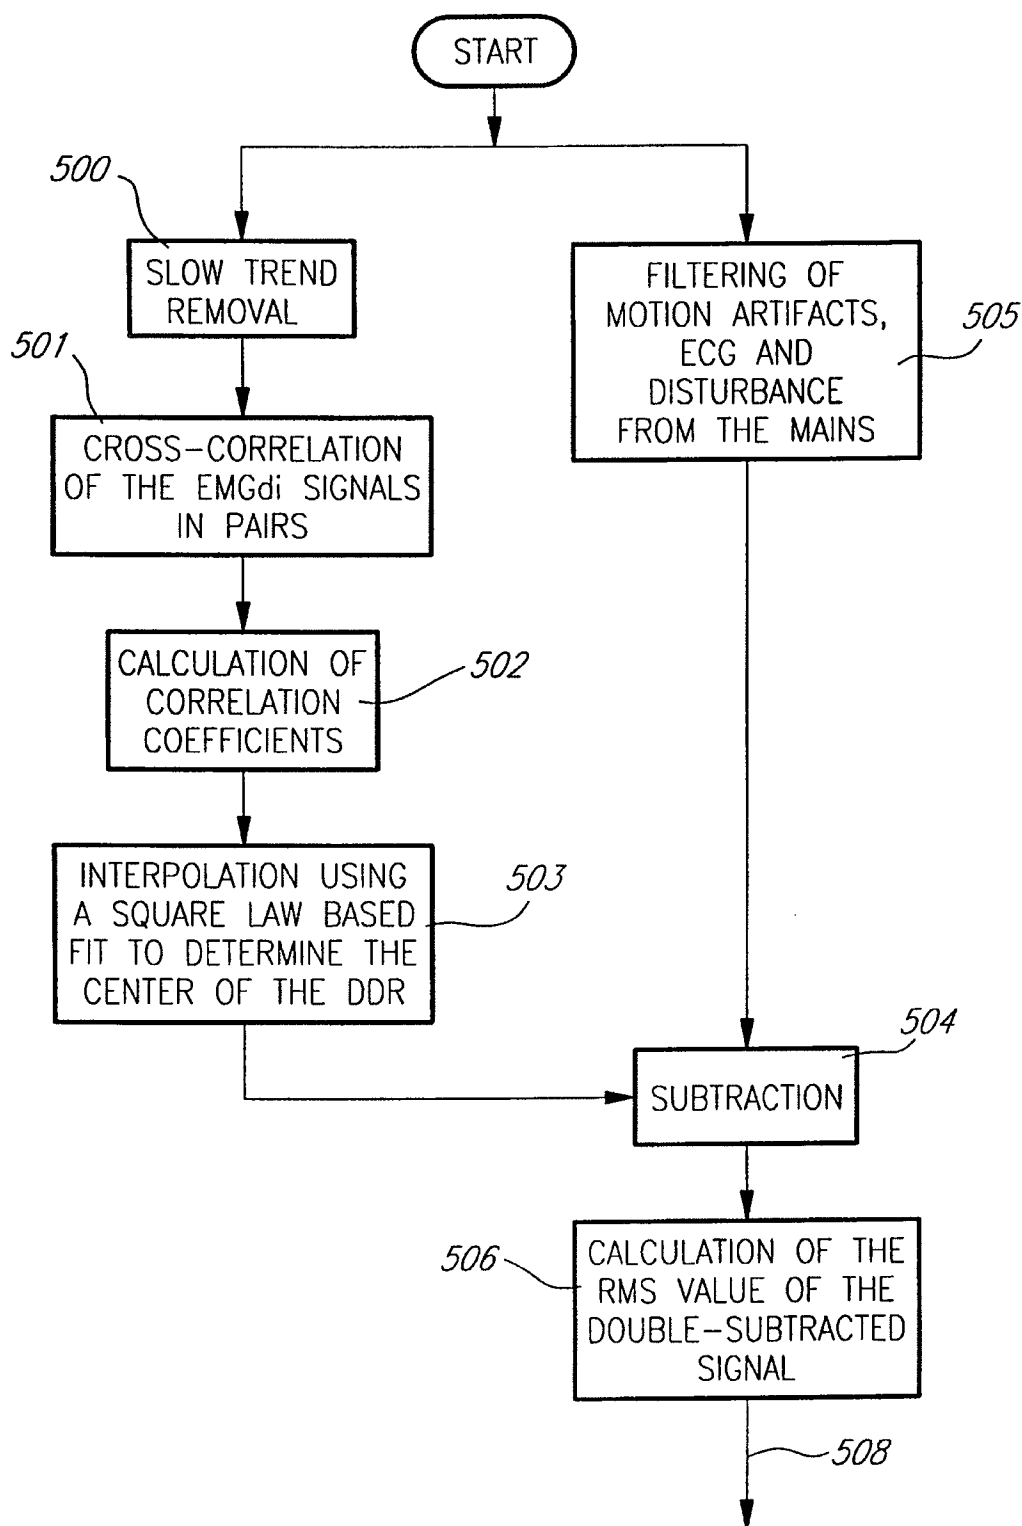 START
500
SLOW TREND
REMOVAL
501
CROSS-CORRELATION
OF THE EMGdi SIGNALS
IN PAIRS
CALCULATION OF
CORRELATION
COEFFICIENTS
502
INTERPOLATION USING
A SQUARE LAW BASED
FIT TO DETERMINE THE
CENTER OF THE DDR
503
FILTERING OF
MOTION ARTIFACTS,
ECG AND
DISTURBANCE
FROM THE MAINS
505
504
SUBTRACTION
506
CALCULATION OF THE
RMS VALUE OF THE
DOUBLE-SUBTRACTED
SIGNAL
508